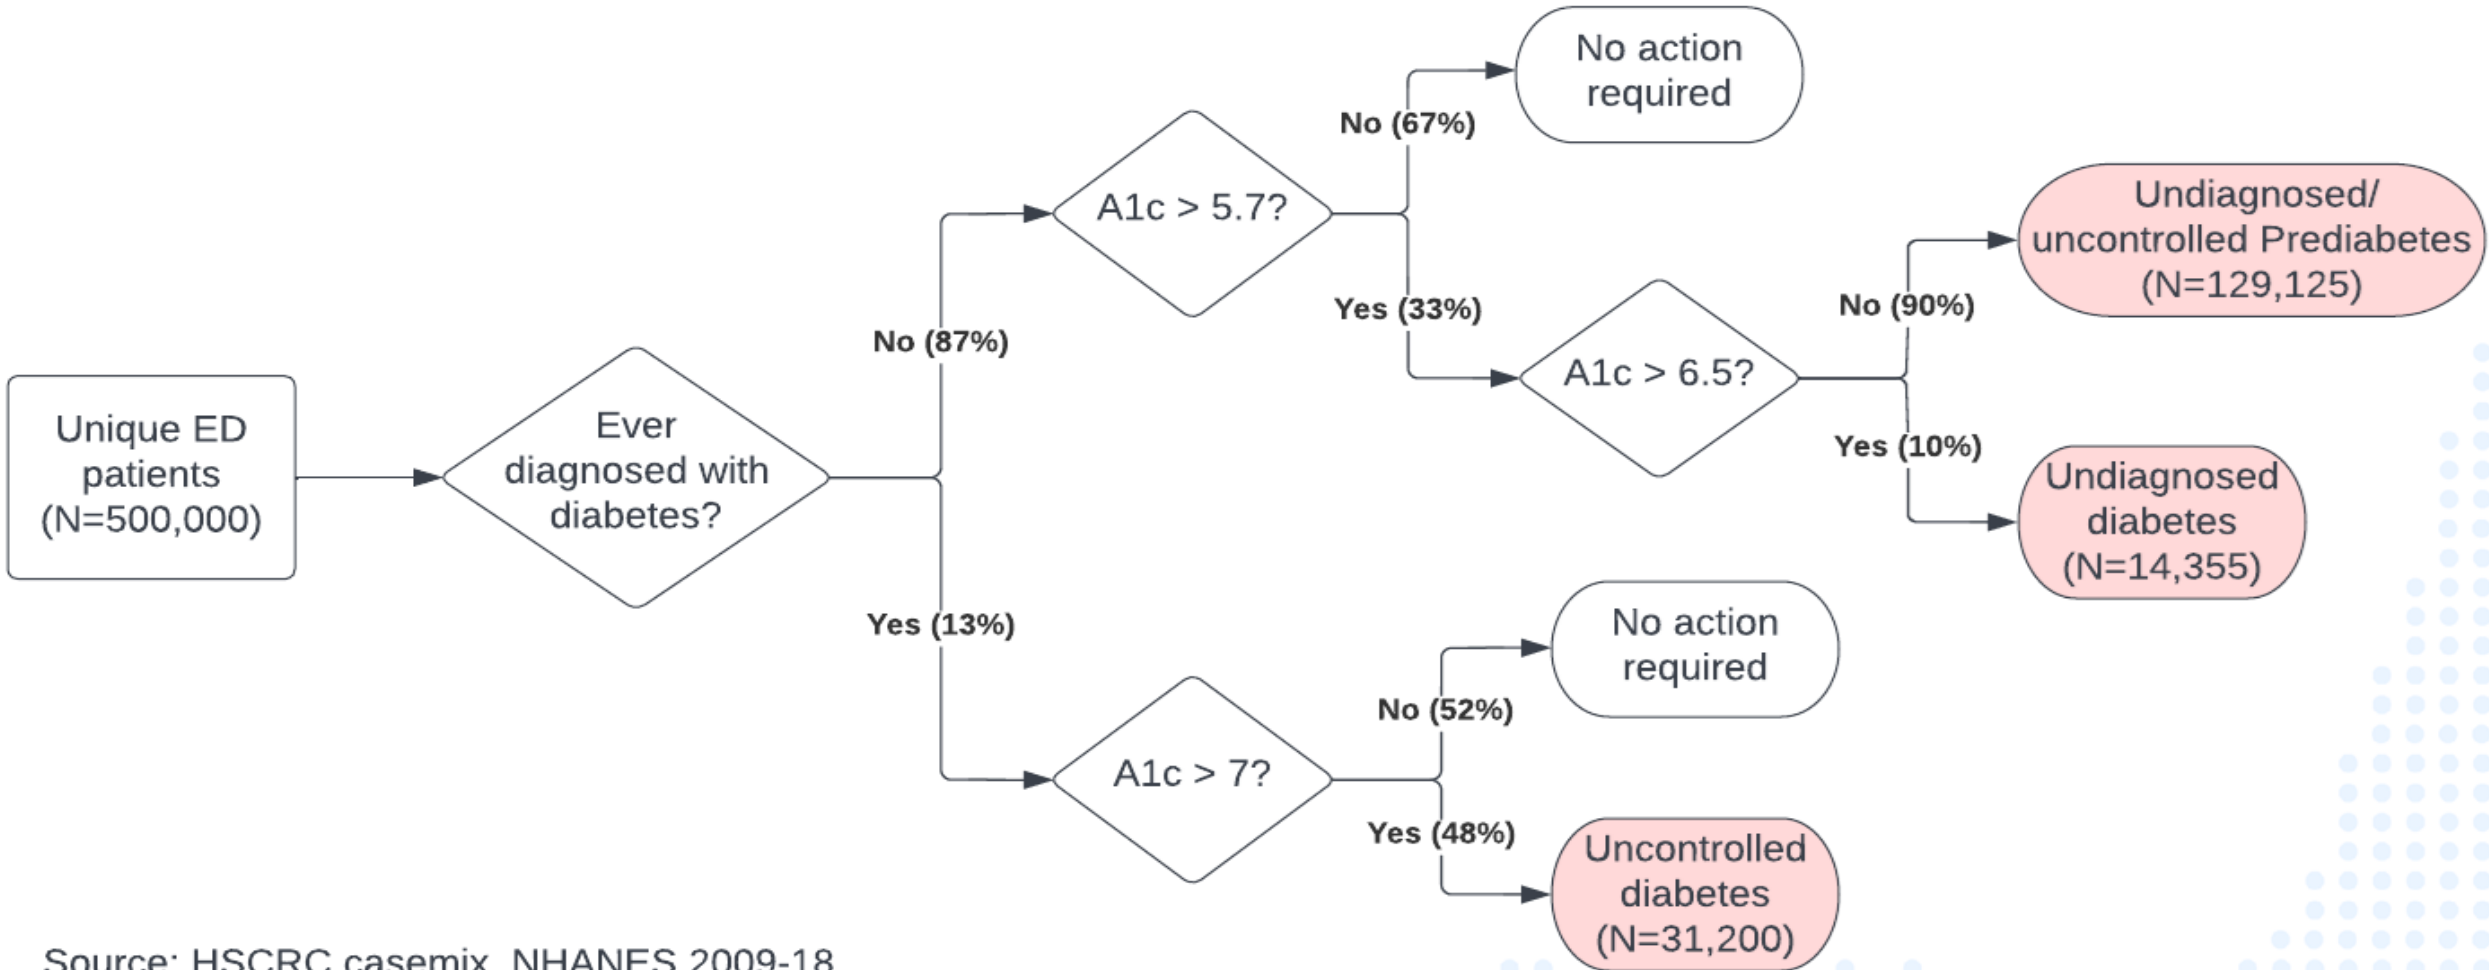 Unique ED
patients
(N=500,000)
Ever
diagnosed with
diabetes?
No (87%)
Yes (13%)
A1c > 5.7?
No (67%)
Yes (33%)
No action
required
A1c > 6.5?
No (90%)
Yes (10%)
Undiagnosed/
uncontrolled Prediabetes
(N=129,125)
Undiagnosed
diabetes
(N=14,355)
A1c > 7?
No (52%)
Yes (48%)
No action
required
Uncontrolled
diabetes
(N=31,200)
Source: HSCRC casemix, NHANES 2009-18